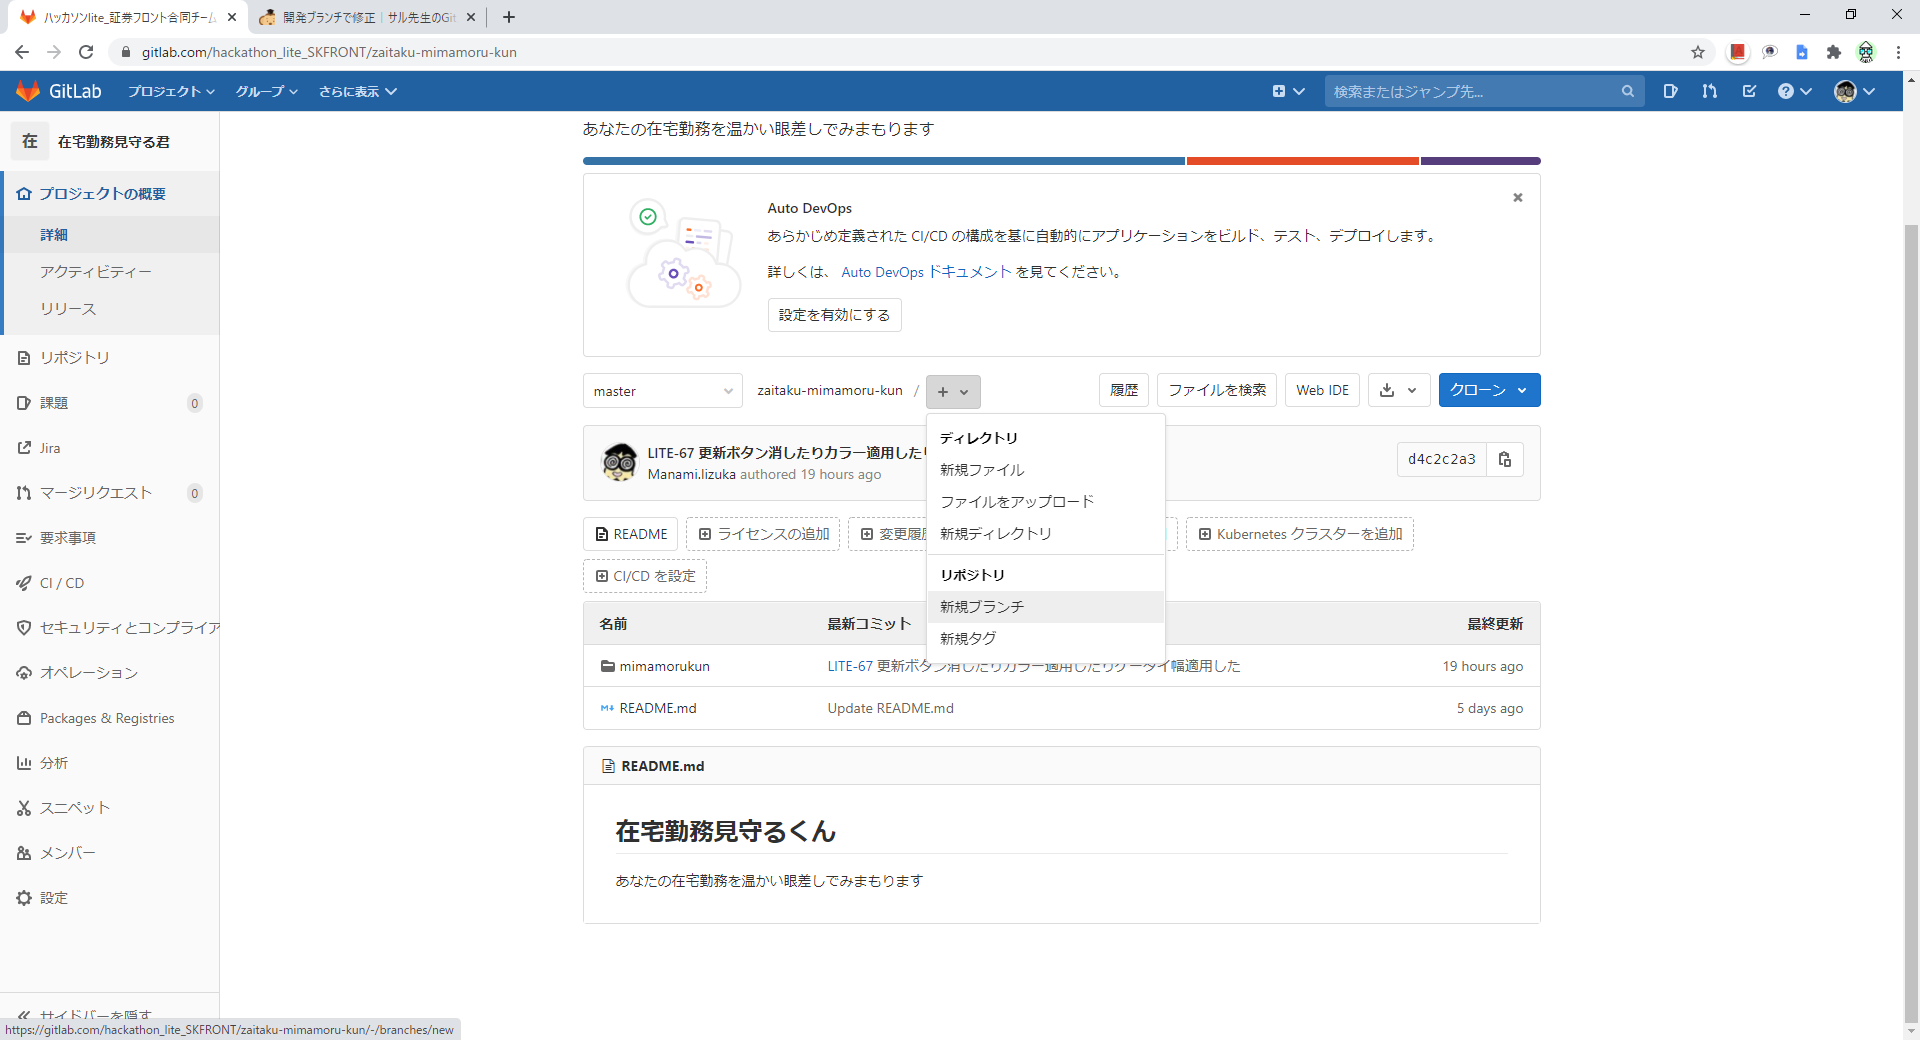 ハッカソンlite_証券フロント合同チーム
開発ブランチで修正 | サル先生のGit
gitlab.com/hackathon_lite_SKFRONT/zaitaku-mimamoru-kun
GitLab プロジェクト グループ さらに表示 検索またはジャンプ先...
在 在宅勤務見守る君
プロジェクトの概要
詳細
アクティビティー
リリース
リポジトリ
課題 0
Jira
マージリクエスト 0
要求事項
CI / CD
セキュリティとコンプライア
オペレーション
Packages & Registries
分析
スニペット
メンバー
設定
サイドバーを隠す
https://gitlab.com/hackathon_lite_SKFRONT/zaitaku-mimamoru-kun/-/branches/new
あなたの在宅勤務を温かい眼差しでみまもります
Auto DevOps
あらかじめ定義された CI/CD の構成を基に自動的にアプリケーションをビルド、テスト、デプロイします。
詳しくは、 Auto DevOps ドキュメント を見てください。
設定を有効にする
master zaitaku-mimamoru-kun / + 履歴 ファイルを検索 Web IDE クローン
ディレクトリ
新規ファイル
ファイルをアップロード
新規ディレクトリ
リポジトリ
新規ブランチ
新規タグ
LITE-67 更新ボタン消したりカラー適用した
Manami.Iizuka authored 19 hours ago
d4c2c2a3
README ライセンスの追加 変更履 Kubernetes クラスターを追加
CI/CD を設定
名前 最新コミット 最終更新
mimamorukun LITE-67 更新ボタン消したりカラー適用したりケータイ幅適用した 19 hours ago
README.md Update README.md 5 days ago
README.md
在宅勤務見守るくん
あなたの在宅勤務を温かい眼差しでみまもります